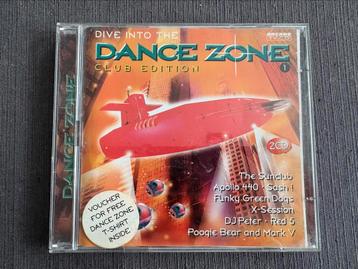 DIVE INTO THE
DANCE ZONE
CLUB EDITION
1
ARCADE
DANCE ZONE
2CD
The Sunclub
Apollo 440 · Sash !
Funky Green Dogs
X-Session
DJ Peter · Red 5
Poogie Bear and Mark V
VOUCHER
FOR FREE
DANCE ZONE
T-SHIRT
INSIDE